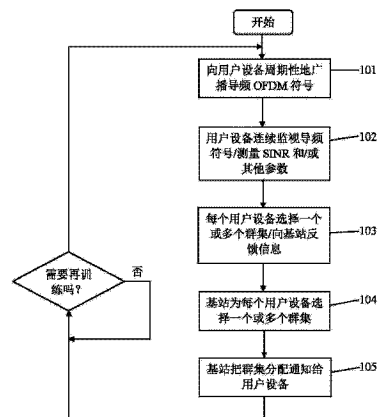 开始
向用户设备周期性地广
播导频 OFDM 符号
101
用户设备连续监视导频
符号/测量 SINR 和/或
其他参数
102
每个用户设备选择一个
或多个群集/向基站反
馈信息
103
需要再训
练吗?
否
基站为每个用户设备选
择一个或多个群集
104
基站把群集分配通知给
用户设备
105